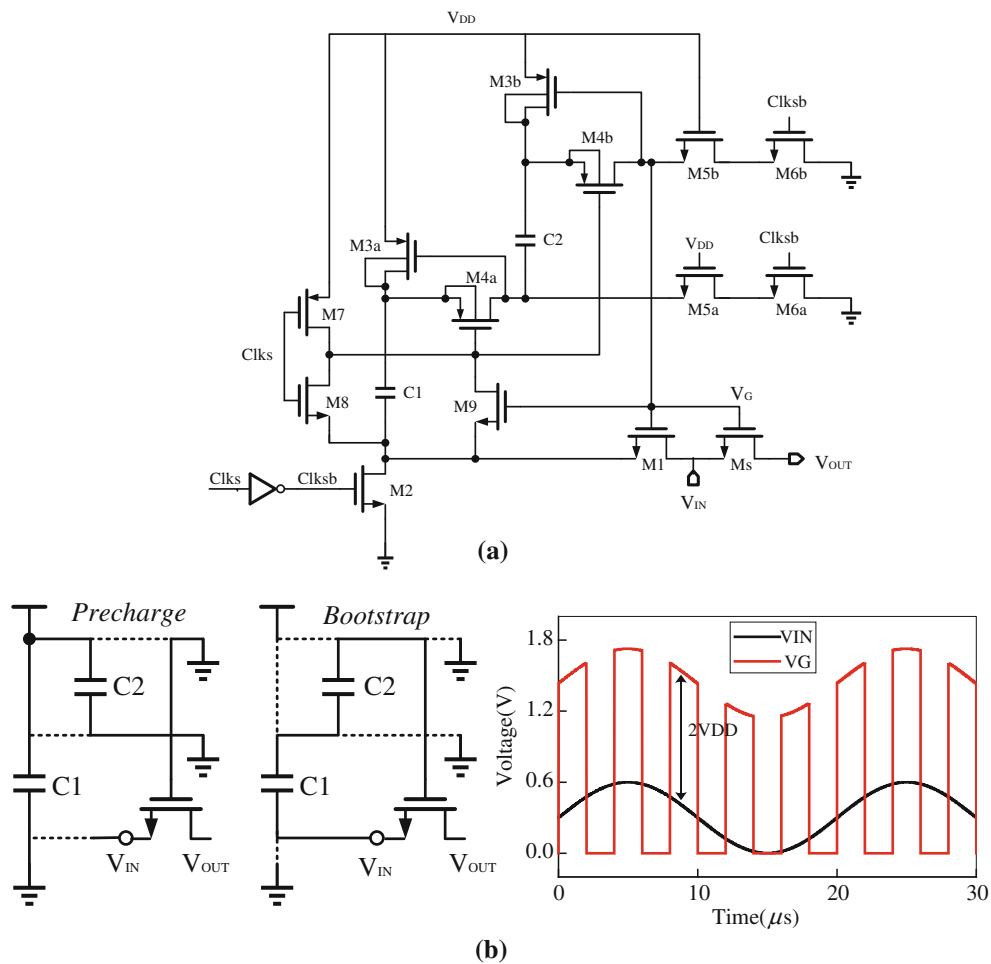 VDD
M3b
Clksb
M4b
M5b
M6b
M3a
C2
VDD
Clksb
M4a
M5a
M6a
M7
Clks
C1
M8
M9
VG
M1
Ms
VOUT
VIN
Clks
Clksb
M2
(a)
Precharge
Bootstrap
C2
C1
VIN
VOUT
C2
C1
VIN
VOUT
VIN
VG
2VDD
Voltage(V)
1.8
1.2
0.6
0.0
0
10
20
30
Time(μs)
(b)